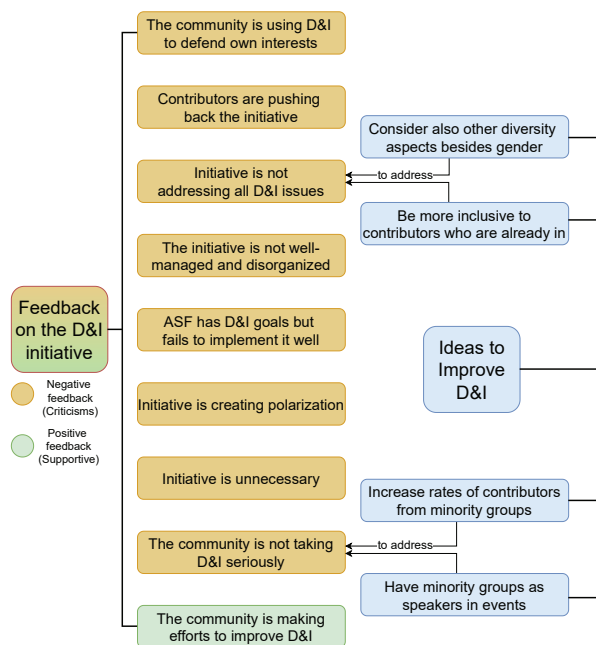 The community is using D&I
to defend own interests
Contributors are pushing
back the initiative
Consider also other diversity
aspects besides gender
Initiative is not
addressing all D&I issues
to address
Be more inclusive to
contributors who are already in
The initiative is not well-
managed and disorganized
Feedback
on the D&I
initiative
ASF has D&I goals but
fails to implement it well
Ideas to
Improve
D&I
Negative
feedback
(Criticisms)
Initiative is creating polarization
Positive
feedback
(Supportive)
Initiative is unnecessary
Increase rates of contributors
from minority groups
The community is not taking
D&I seriously
to address
Have minority groups as
speakers in events
The community is making
efforts to improve D&I